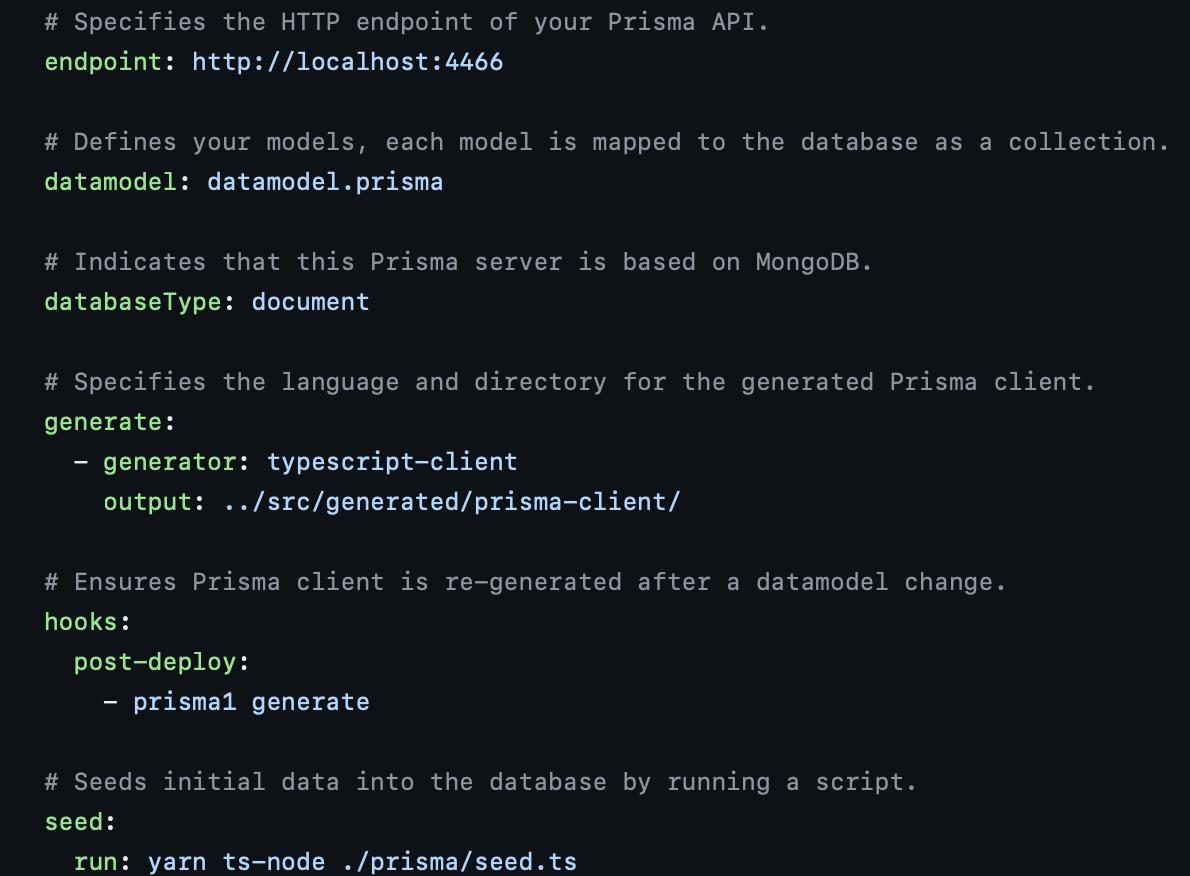 # Specifies the HTTP endpoint of your Prisma API.
endpoint: http://localhost:4466
# Defines your models, each model is mapped to the database as a collection.
datamodel: datamodel.prisma
# Indicates that this Prisma server is based on MongoDB.
databaseType: document
# Specifies the language and directory for the generated Prisma client.
generate:
  - generator: typescript-client
    output: ../src/generated/prisma-client/
# Ensures Prisma client is re-generated after a datamodel change.
hooks:
  post-deploy:
    - prisma1 generate
# Seeds initial data into the database by running a script.
seed:
  run: yarn ts-node ./prisma/seed.ts